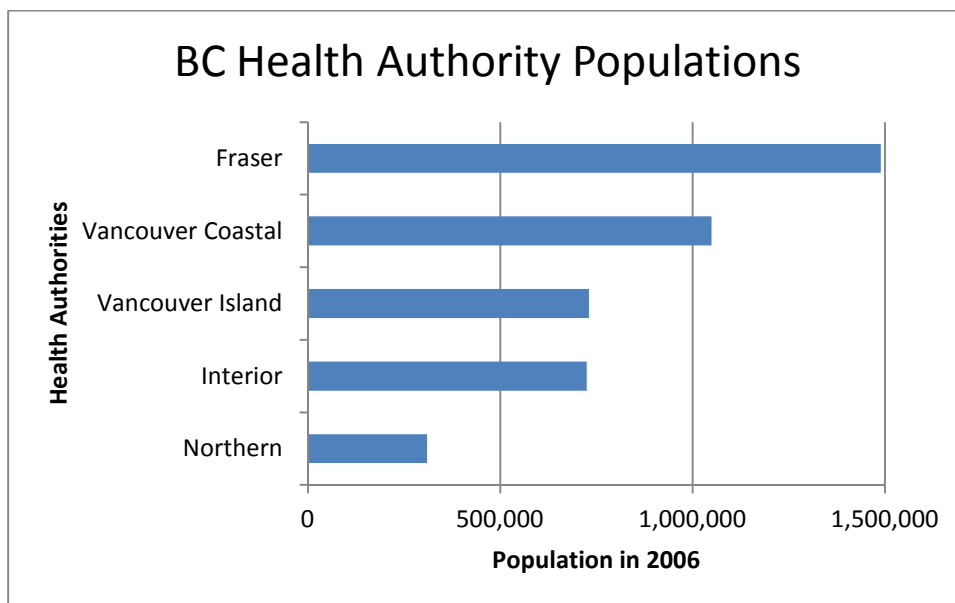 BC Health Authority Populations
Health Authorities
Fraser
Vancouver Coastal
Vancouver Island
Interior
Northern
0 500,000 1,000,000 1,500,000
Population in 2006